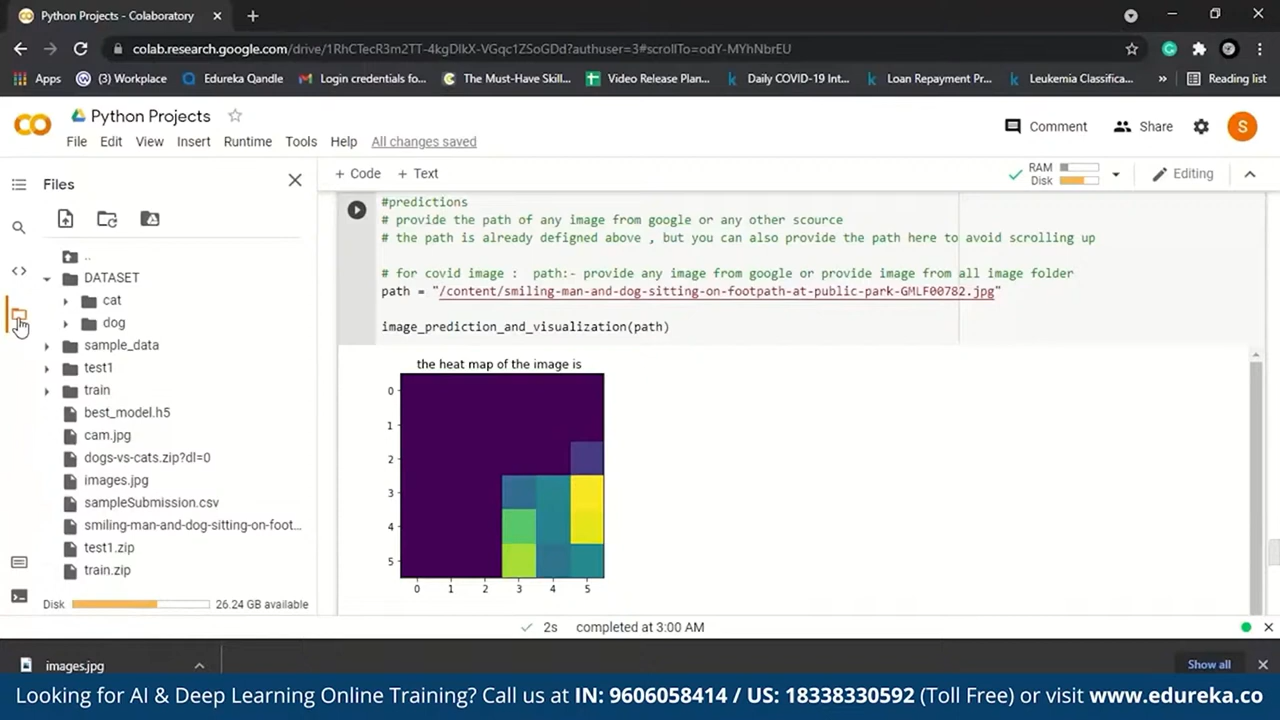 Python Projects - Colaboratory
colab.research.google.com/drive/1RhCTecR3m2TT-4kgDlkX-VGqc1ZSoGDd?authuser=3#scrollTo=odY-MYhNbrEU
Apps (3) Workplace Edureka Qandle Login credentials fo... The Must-Have Skill... Video Release Plan... Daily COVID-19 Int... Loan Repayment Pr... Leukemia Classifica... » Reading list
Python Projects
Comment Share S
File Edit View Insert Runtime Tools Help All changes saved
Files
+ Code + Text
RAM
Disk
Editing
..
DATASET
cat
dog
sample_data
test1
train
best_model.h5
cam.jpg
dogs-vs-cats.zip?dl=0
images.jpg
sampleSubmission.csv
smiling-man-and-dog-sitting-on-foot...
test1.zip
train.zip
Disk 26.24 GB available
#predictions
# provide the path of any image from google or any other scource
# the path is already defigned above , but you can also provide the path here to avoid scrolling up
# for covid image : path:- provide any image from google or provide image from all image folder
path = "/content/smiling-man-and-dog-sitting-on-footpath-at-public-park-GMLF00782.jpg"
image_prediction_and_visualization(path)
the heat map of the image is
0
1
2
3
4
5
0 1 2 3 4 5
2s completed at 3:00 AM
images.jpg
Show all
Looking for AI & Deep Learning Online Training? Call us at IN: 9606058414 / US: 18338330592 (Toll Free) or visit www.edureka.co